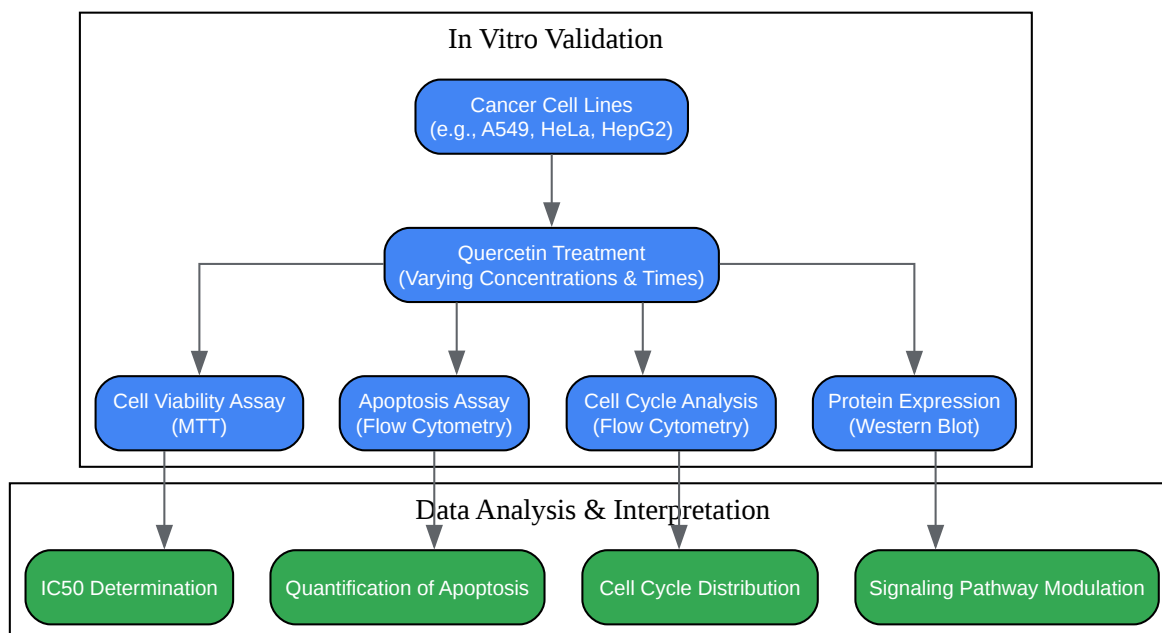 In Vitro Validation
Cancer Cell Lines
(e.g., A549, HeLa, HepG2)
Quercetin Treatment
(Varying Concentrations & Times)
Cell Viability Assay
(MTT)
Apoptosis Assay
(Flow Cytometry)
Cell Cycle Analysis
(Flow Cytometry)
Protein Expression
(Western Blot)
Data Analysis & Interpretation
IC50 Determination
Quantification of Apoptosis
Cell Cycle Distribution
Signaling Pathway Modulation